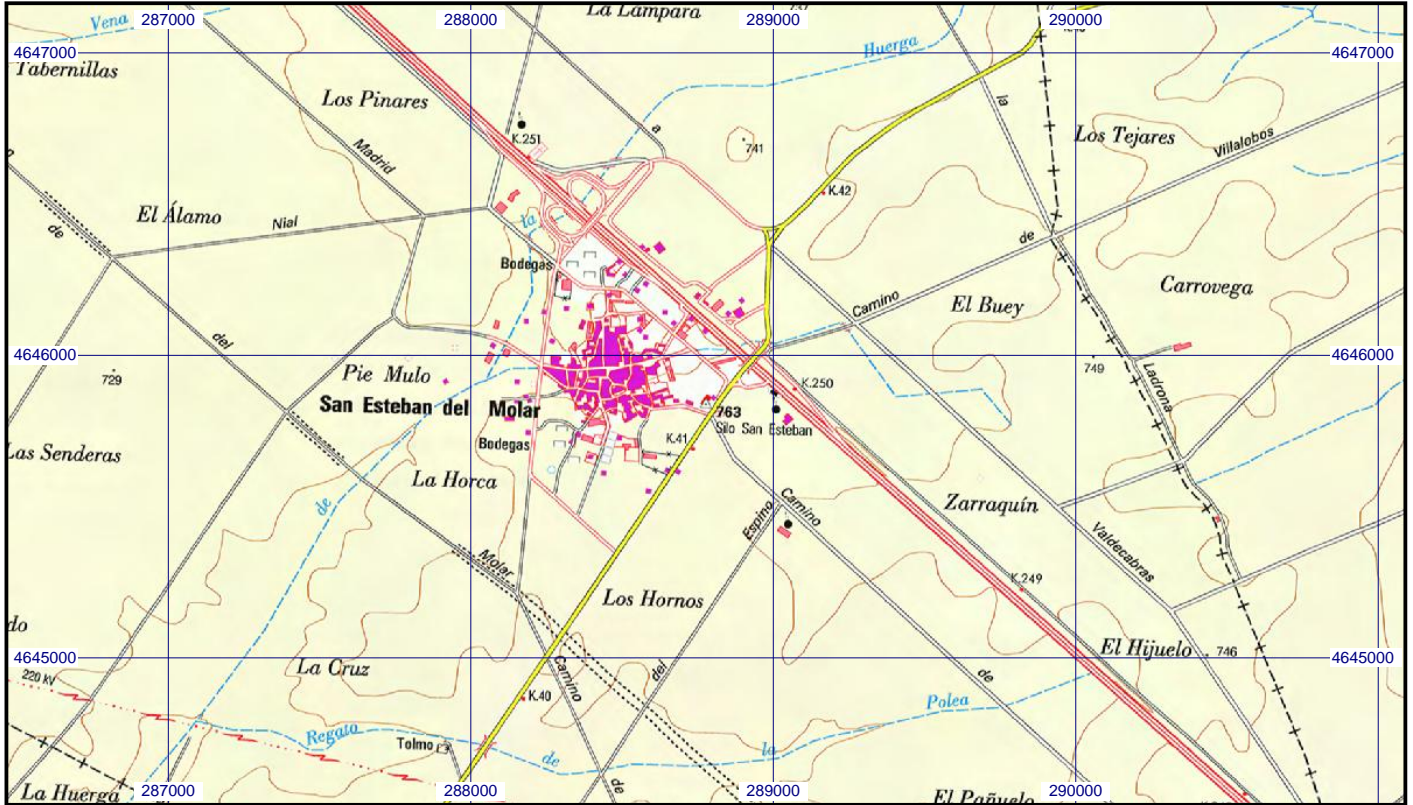 La Lámpara
287000
288000
289000
290000
Vena
Huerga
4647000
4647000
Tabernillas
Los Pinares
la
a
K.251
741
Los Tejares
Villalobos
Madrid
K.42
El Álamo
Nial
la
de
de
Bodegas
Carrovega
El Buey
Camino
del
4646000
4646000
729
Pie Mulo
749
Ladrona
K.250
San Esteban del Molar
763
Silo San Esteban
K.41
Bodegas
Las Senderas
La Horca
de
Camino
Zarraquín
Espino
Valdecabras
Molar
K.249
Los Hornos
do
El Hijuelo
746
4645000
4645000
La Cruz
220 kV
Camino
del
de
K.40
Polea
Regato
Tolmo
de
la
de
La Huerga
287000
288000
289000
290000
El Pañuelo